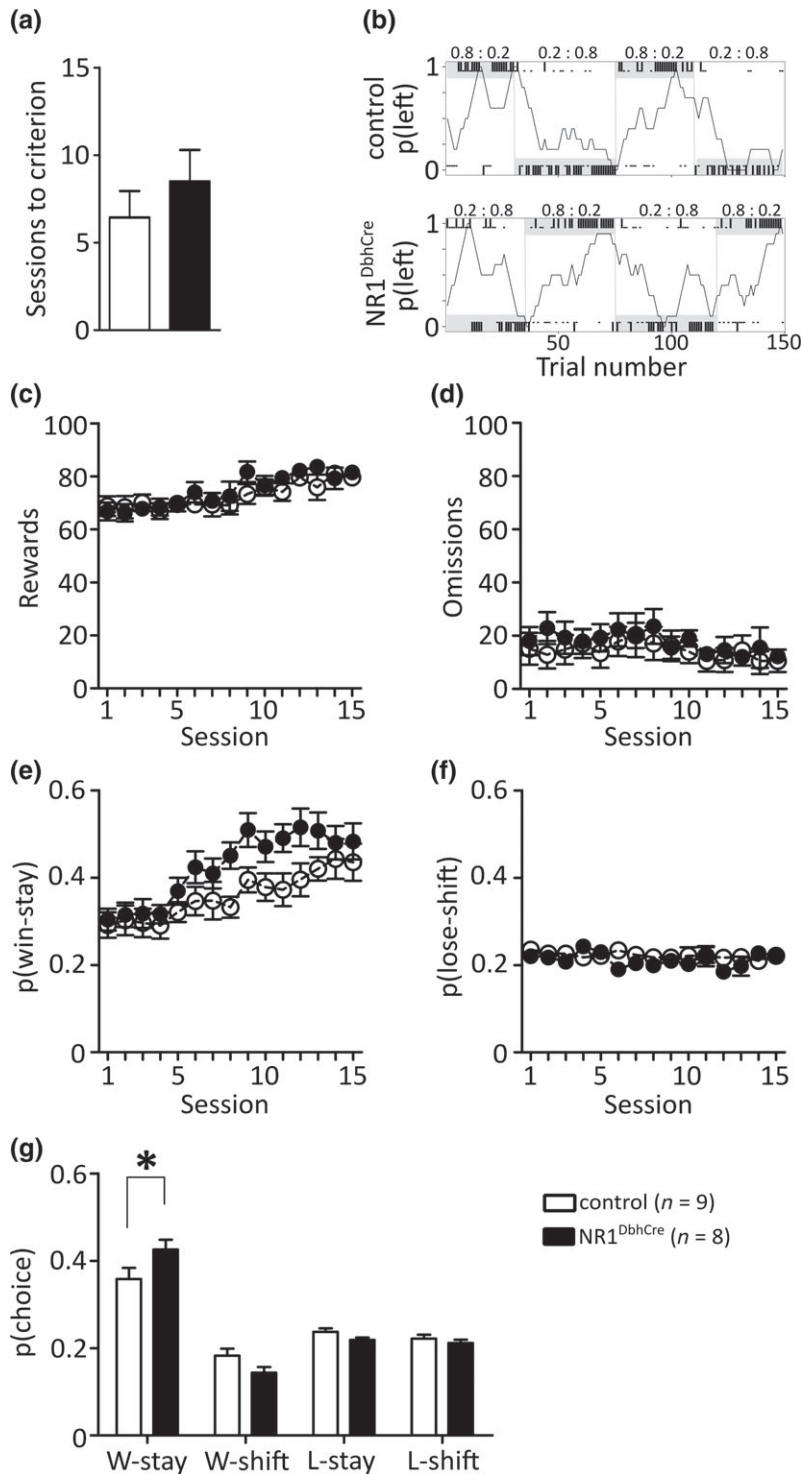 (a)
15
10
5
0
Sessions to criterion
(b)
0.8 : 0.2 0.2 : 0.8 0.8 : 0.2 0.2 : 0.8
1
0
control
p(left)
0.2 : 0.8 0.8 : 0.2 0.2 : 0.8 0.8 : 0.2
1
0
NR1DbhCre
p(left)
50 100 150
Trial number
(c)
100
80
60
40
20
0
Rewards
1 5 10 15
Session
(d)
100
80
60
40
20
0
Omissions
1 5 10 15
Session
(e)
0.6
0.4
0.2
0
p(win-stay)
1 5 10 15
Session
(f)
0.6
0.4
0.2
0
p(lose-shift)
1 5 10 15
Session
(g)
0.6
0.4
0.2
0
p(choice)
*
W-stay W-shift L-stay L-shift
control (n = 9)
NR1DbhCre (n = 8)